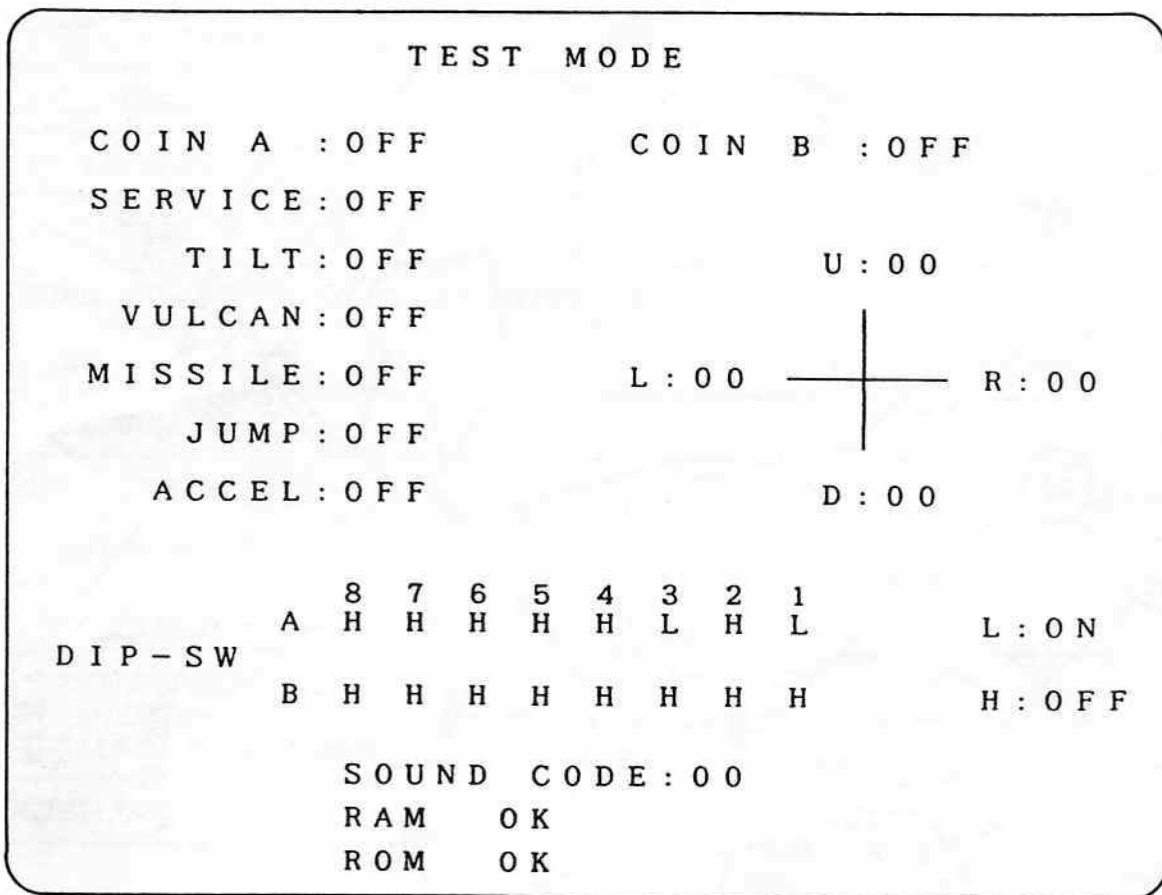 TEST MODE
COIN A :OFF COIN B :OFF
SERVICE:OFF
TILT:OFF U:00
VULCAN:OFF
MISSILE:OFF L:00 R:00
JUMP:OFF
ACCEL:OFF D:00
8 7 6 5 4 3 2 1
A H H H H H L H L L:ON
DIP-SW
B H H H H H H H H H:OFF
SOUND CODE:00
RAM OK
ROM OK